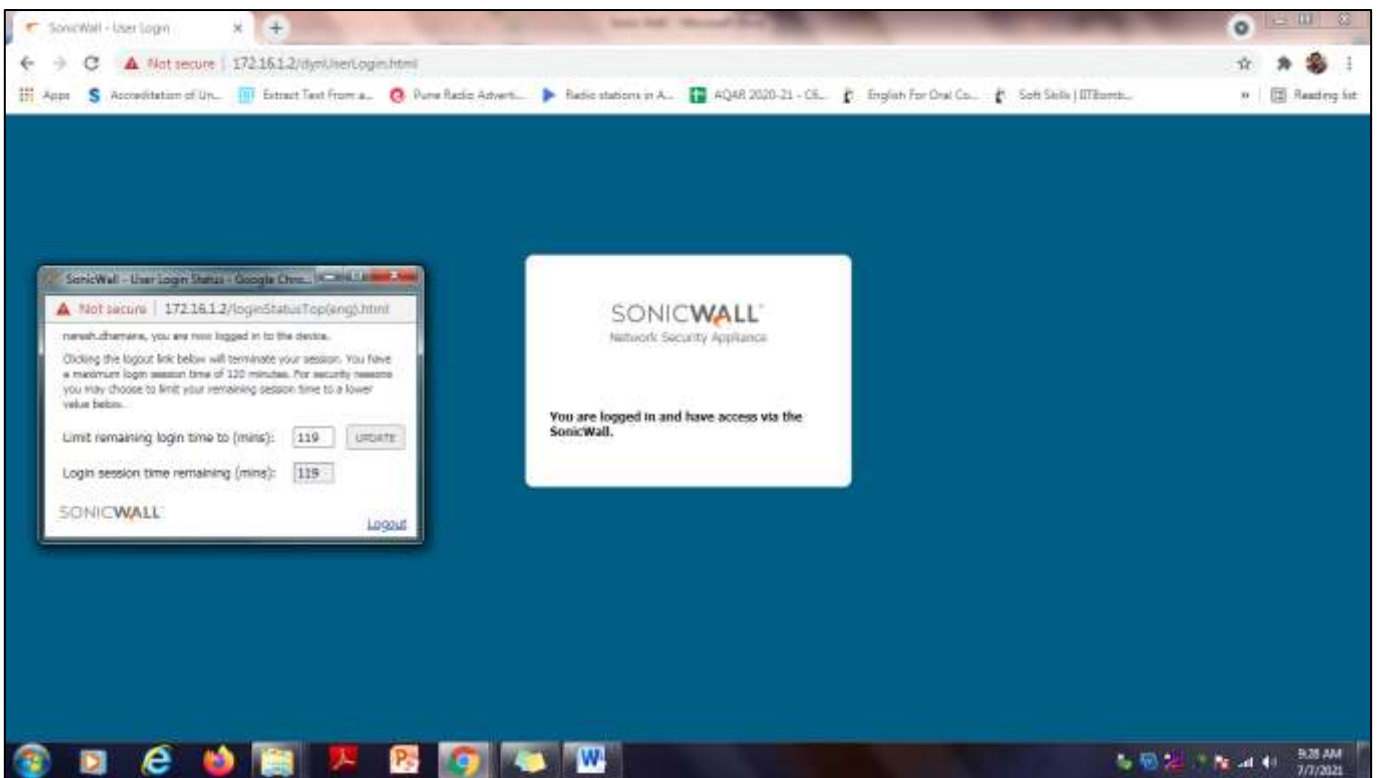 SonicWall - User Login
Not secure 172.16.1.2/dynUserLogin.html
Apps Accreditation of Un... Extract Text From a... Pune Radio Adverti... Radio stations in A... AQAR 2020-21 - C6... English For Oral Co... Soft Skills | IITBomb... » Reading list
SonicWall - User Login Status - Google Chro...
Not secure 172.16.1.2/loginStatusTop(eng).html
you are now logged in to the device.
Clicking the logout link below will terminate your session. You have
a maximum login session time of 120 minutes. For security reasons
you may choose to limit your remaining session time to a lower
value below.
Limit remaining login time to (mins): 119 UPDATE
Login session time remaining (mins): 119
SONICWALL
Logout
SONICWALL
Network Security Appliance
You are logged in and have access via the
SonicWall.
9:28 AM
7/7/2021